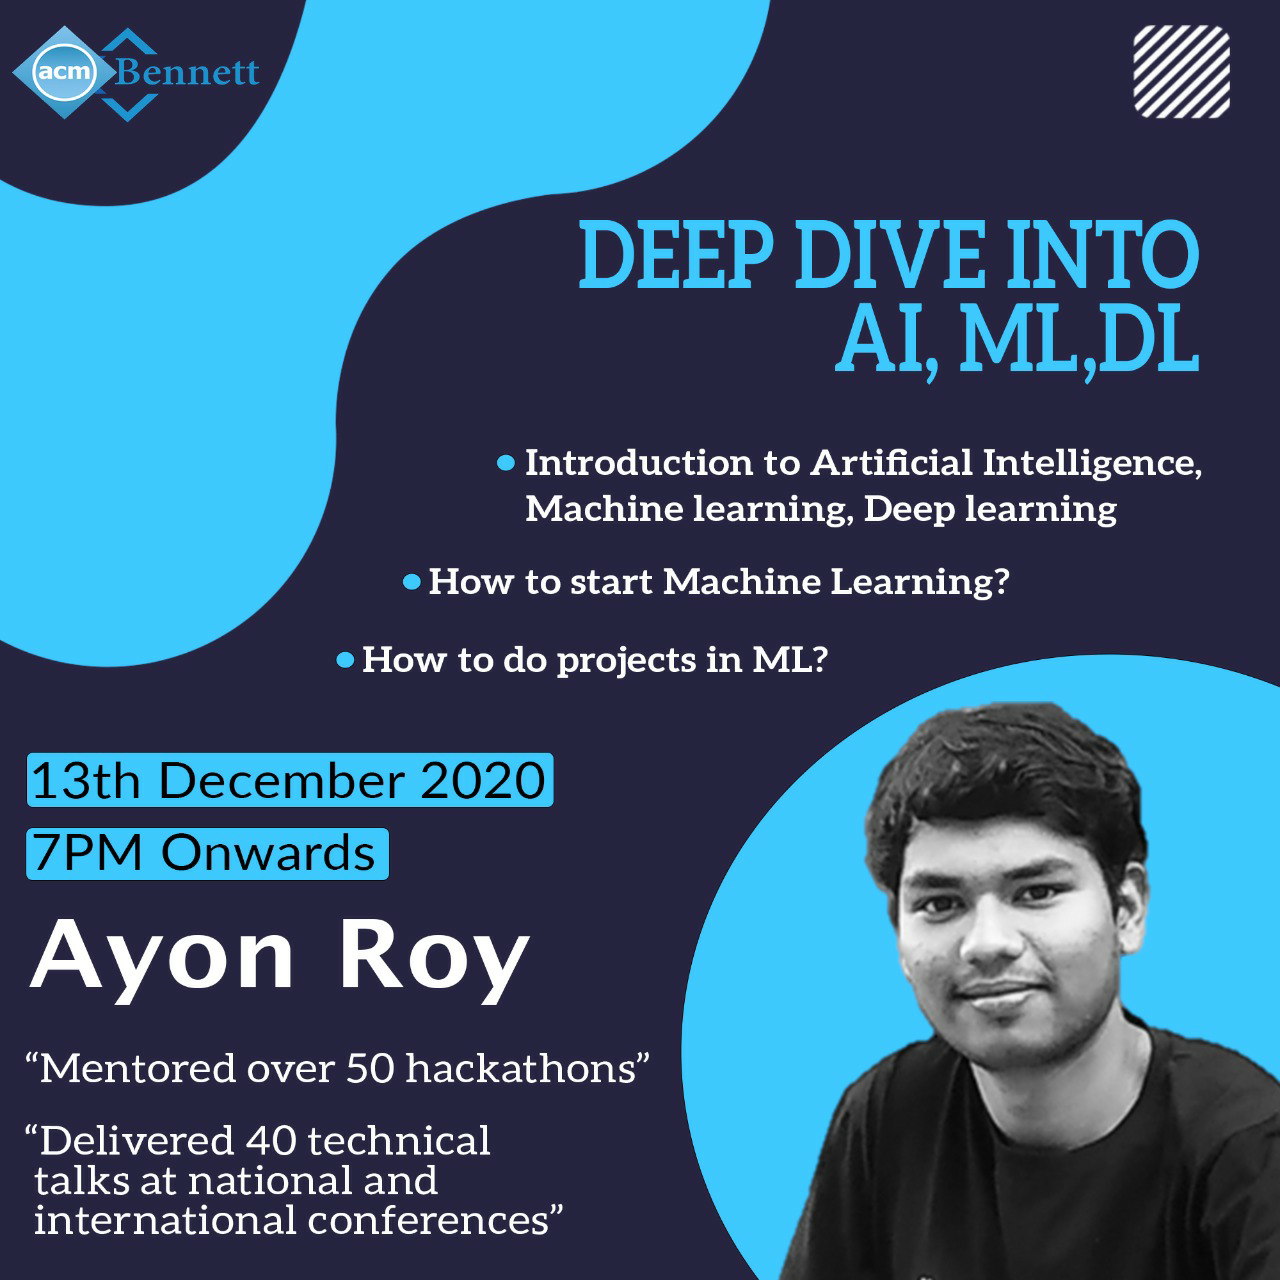 acm Bennett
DEEP DIVE INTO
AI, ML,DL
Introduction to Artificial Intelligence,
Machine learning, Deep learning
How to start Machine Learning?
How to do projects in ML?
13th December 2020
7PM Onwards
Ayon Roy
“Mentored over 50 hackathons”
“Delivered 40 technical
talks at national and
international conferences”